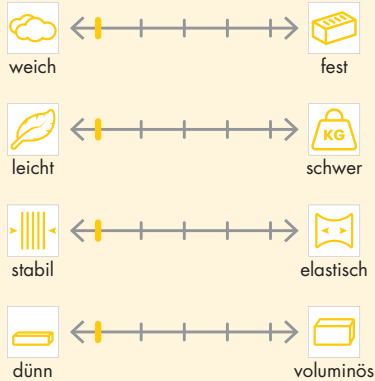 weich fest
KG
leicht schwer
stabil elastisch
dünn voluminös